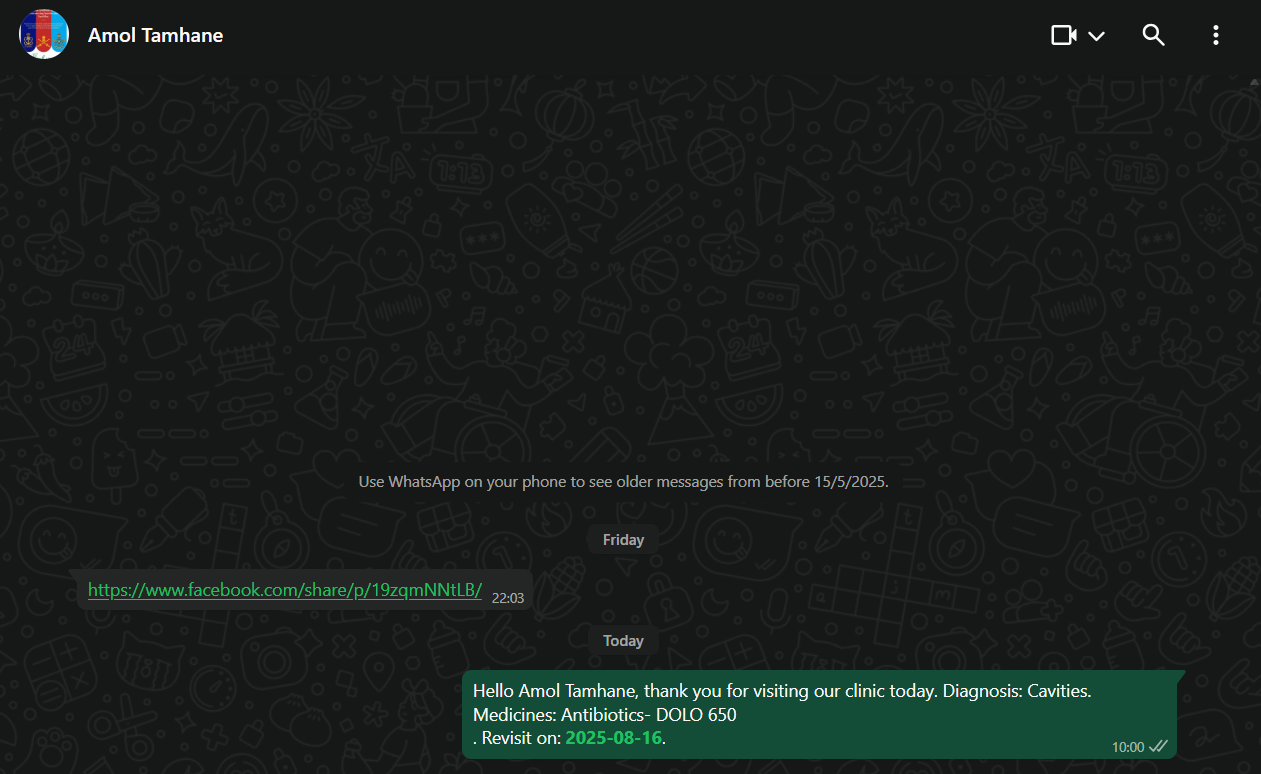 Amol Tamhane
Use WhatsApp on your phone to see older messages from before 15/5/2025.
Friday
https://www.facebook.com/share/p/19zqmNNtLB/
22:03
Today
Hello Amol Tamhane, thank you for visiting our clinic today. Diagnosis: Cavities.
Medicines: Antibiotics- DOLO 650
. Revisit on: 2025-08-16.
10:00